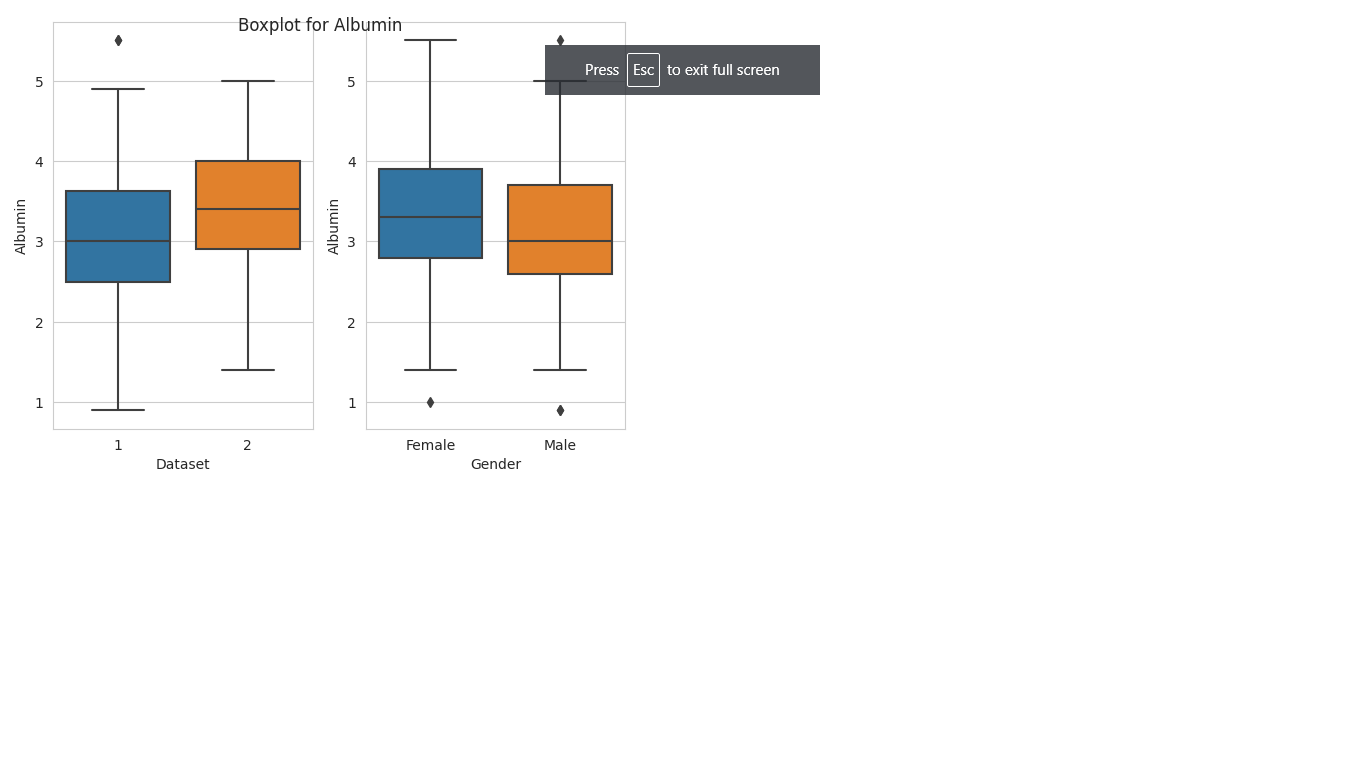 Boxplot for Albumin
Press Esc to exit full screen
5
4
3
2
1
Albumin
1 2
Dataset
5
4
3
2
1
Albumin
Female Male
Gender